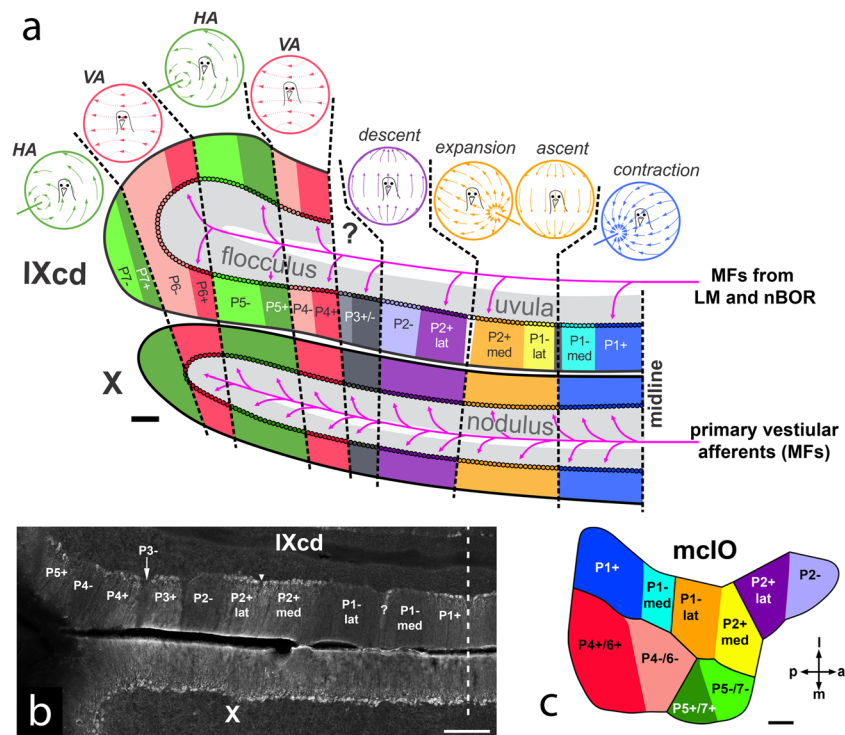 a
HA
HA
VA
VA
HA
descent
expansion
ascent
contraction
?
IXcd
flocculus
uvula
MFs from
LM and nBOR
P7-
P7+
P6-
P6+
P5-
P5+
P4-
P4+
P3+/-
P2-
P2+
lat
P2+
med
P1-
lat
P1-
med
P1+
X
nodulus
midline
primary vestiular
afferents (MFs)
b
IXcd
P3-
P5+
P4-
P4+
P3+
P2-
P2+
lat
P2+
med
P1-
lat
?
P1-
med
P1+
X
c
mcIO
P1+
P1-
med
P1-
lat
P2+
med
P2+
lat
P2-
P4+/6+
P4-/6-
P5-/7-
P5+/7+
l
p
a
m